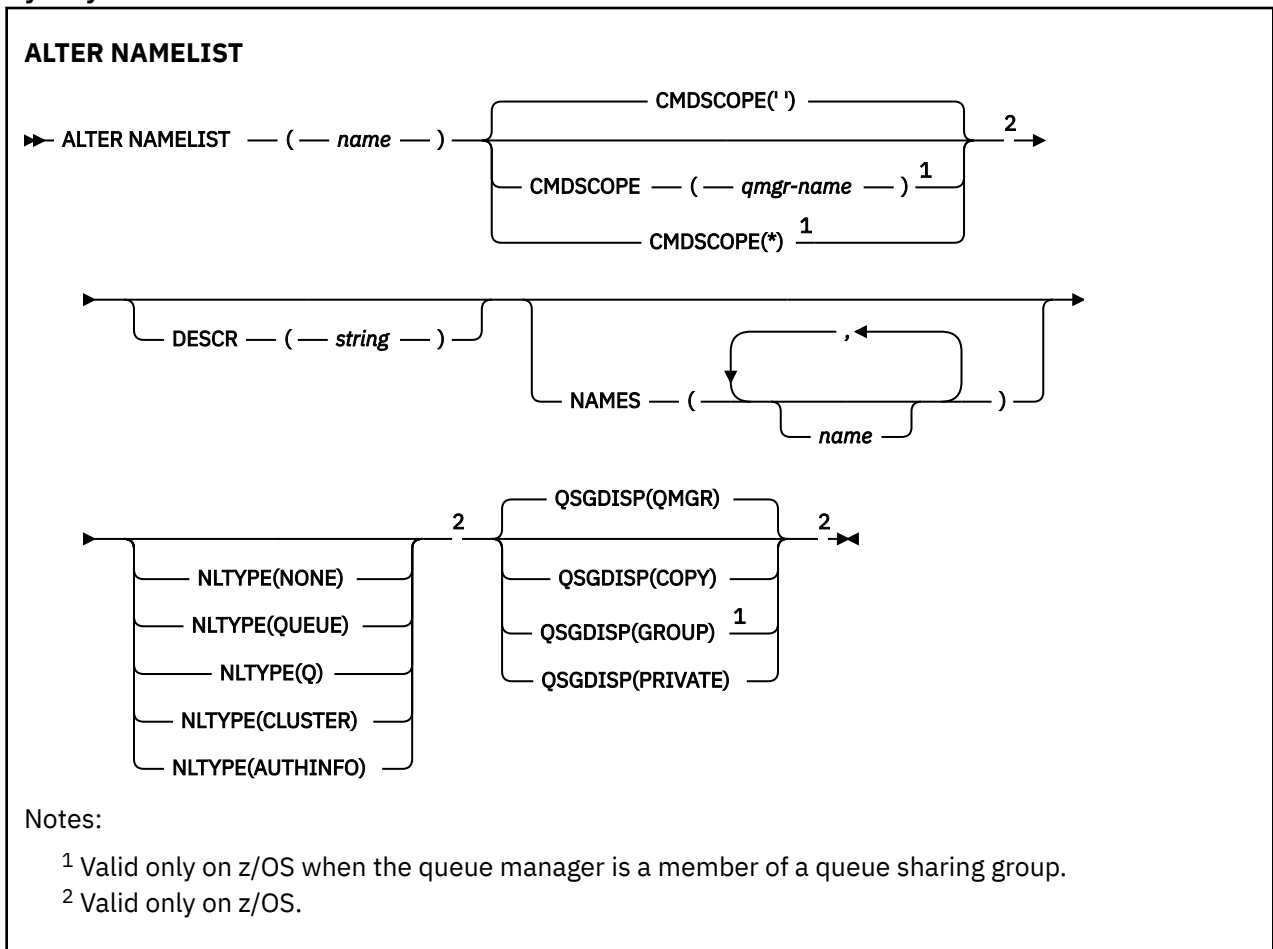 ALTER NAMELIST
CMDSCOPE(' ')
ALTER NAMELIST ( name ) 2
CMDSCOPE ( qmgr-name ) 1
CMDSCOPE(*) 1
DESCR ( string )
,
NAMES ( )
name
QSGDISP(QMGR)
2 2
NLTYPE(NONE) QSGDISP(COPY)
NLTYPE(QUEUE) QSGDISP(GROUP) 1
NLTYPE(Q) QSGDISP(PRIVATE)
NLTYPE(CLUSTER)
NLTYPE(AUTHINFO)
Notes:
1 Valid only on z/OS when the queue manager is a member of a queue sharing group.
2 Valid only on z/OS.